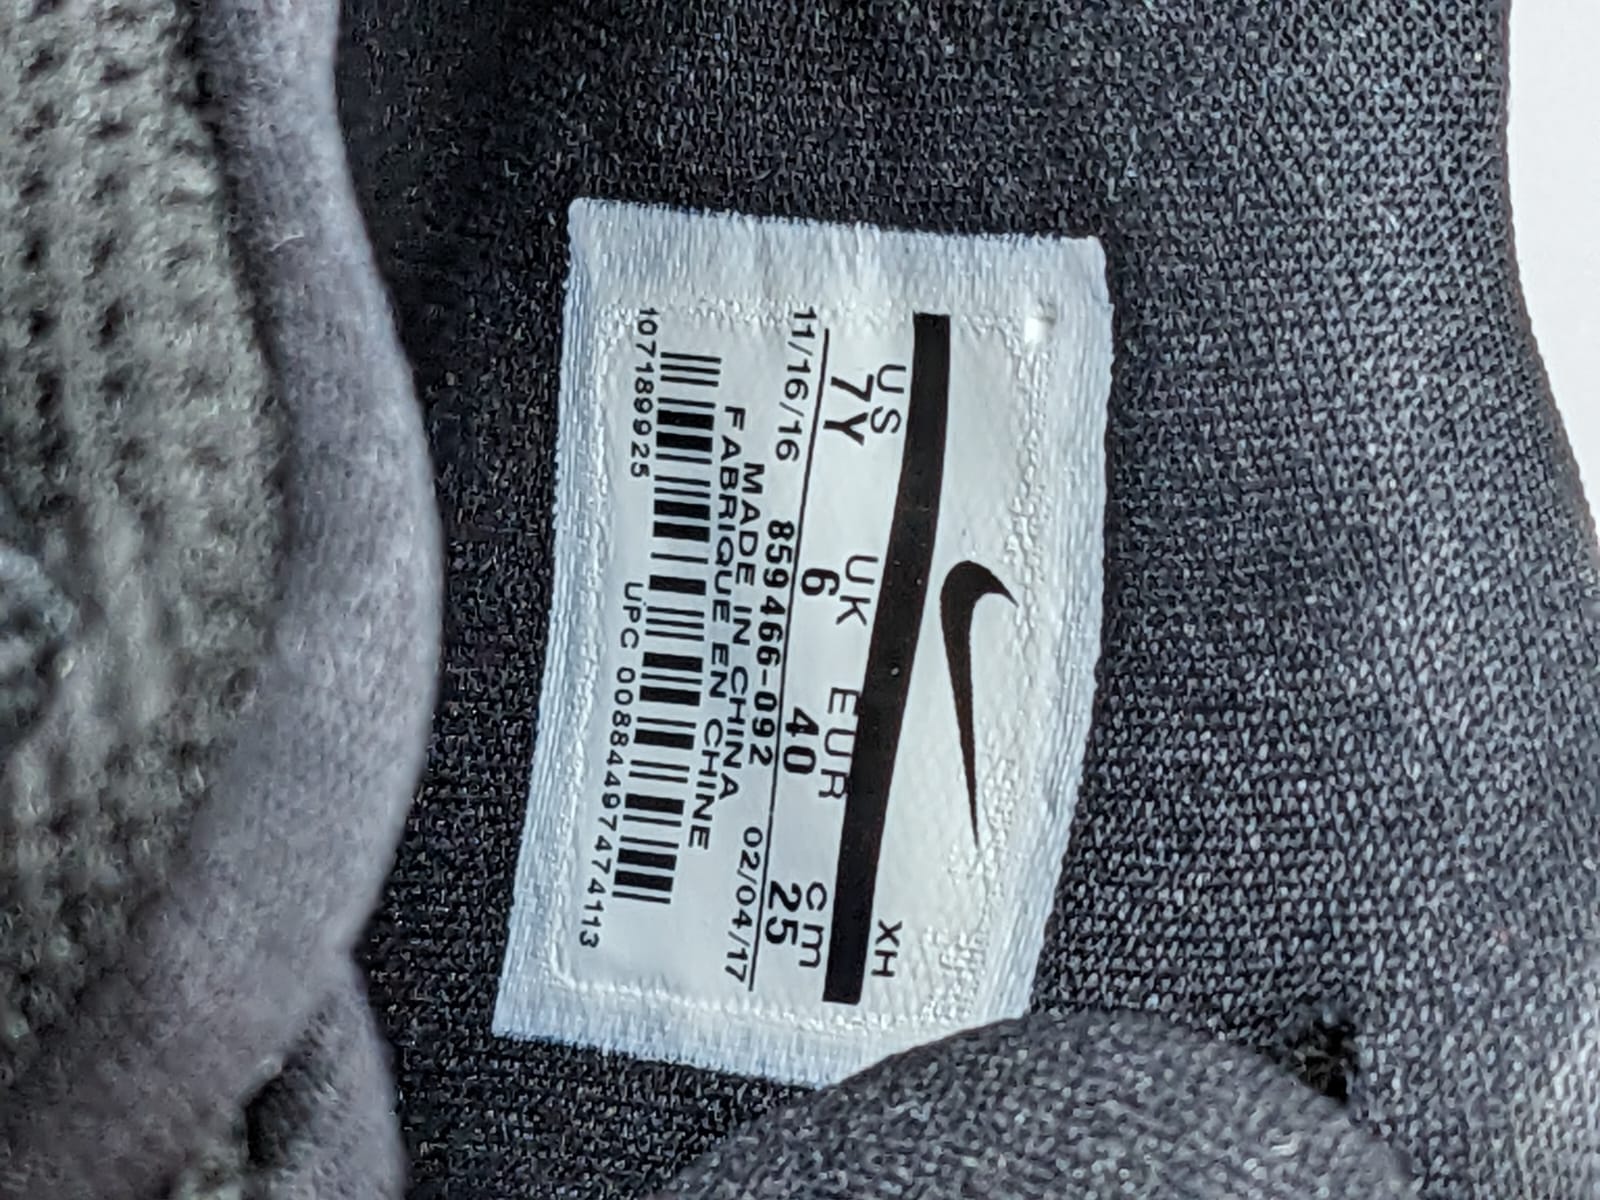 XH
US UK EUR cm
7Y 6 40 25
11/16/16 859466-092 02/04/17
MADE IN CHINA
FABRIQUE EN CHINE
1071899925 UPC 00884497474113